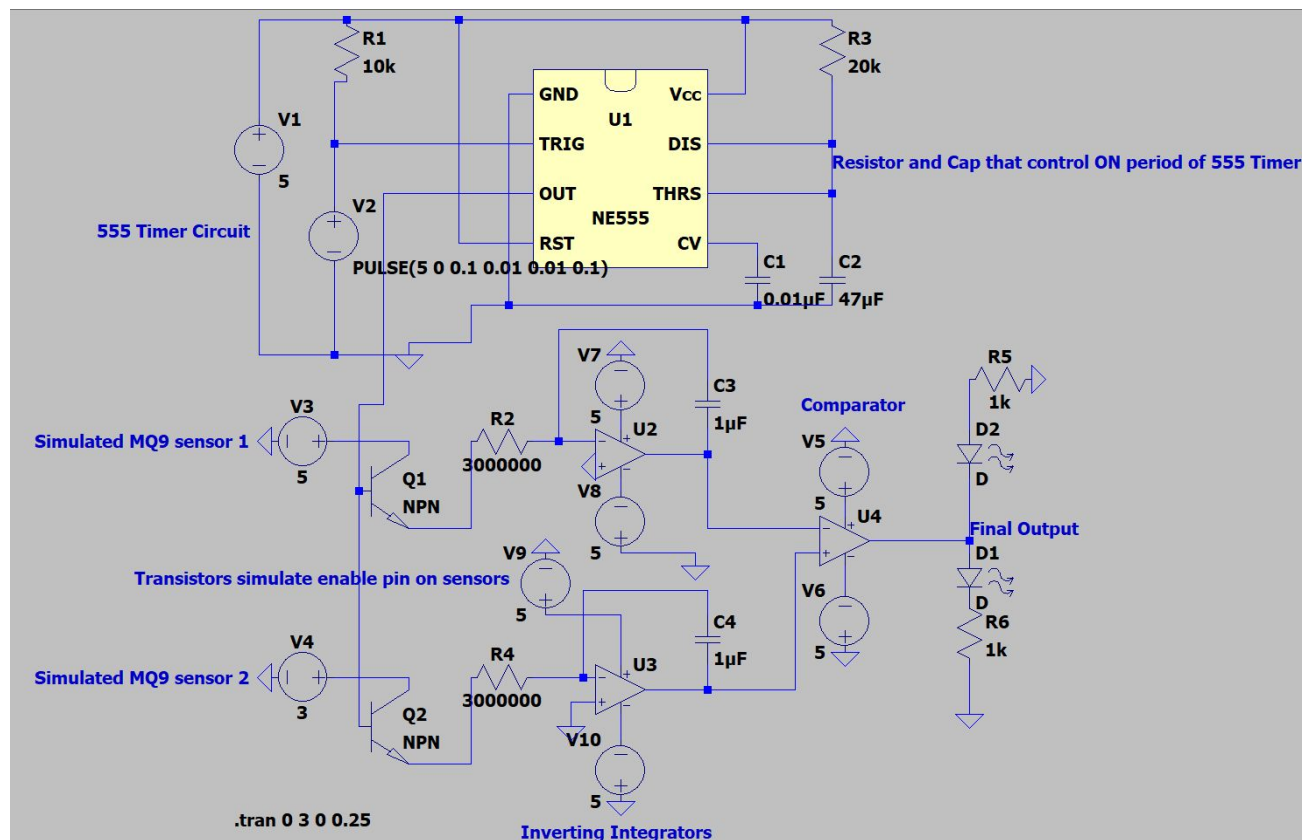 R1
10k
R3
20k
GND
Vcc
U1
V1
TRIG
DIS
Resistor and Cap that control ON period of 555 Timer
5
OUT
THRS
V2
NE555
555 Timer Circuit
RST
CV
C1
C2
PULSE(5 0 0.1 0.01 0.01 0.1)
0.01µF
47µF
V7
R5
C3
1k
V3
R2
5
U2
1µF
Comparator
D2
Simulated MQ9 sensor 1
V5
5
3000000
D
Q1
V8
5
U4
NPN
Final Output
V9
5
D1
Transistors simulate enable pin on sensors
V6
D
5
C4
R6
V4
R4
U3
1µF
5
1k
Simulated MQ9 sensor 2
3
3000000
Q2
V10
NPN
5
.tran 0 3 0 0.25
Inverting Integrators